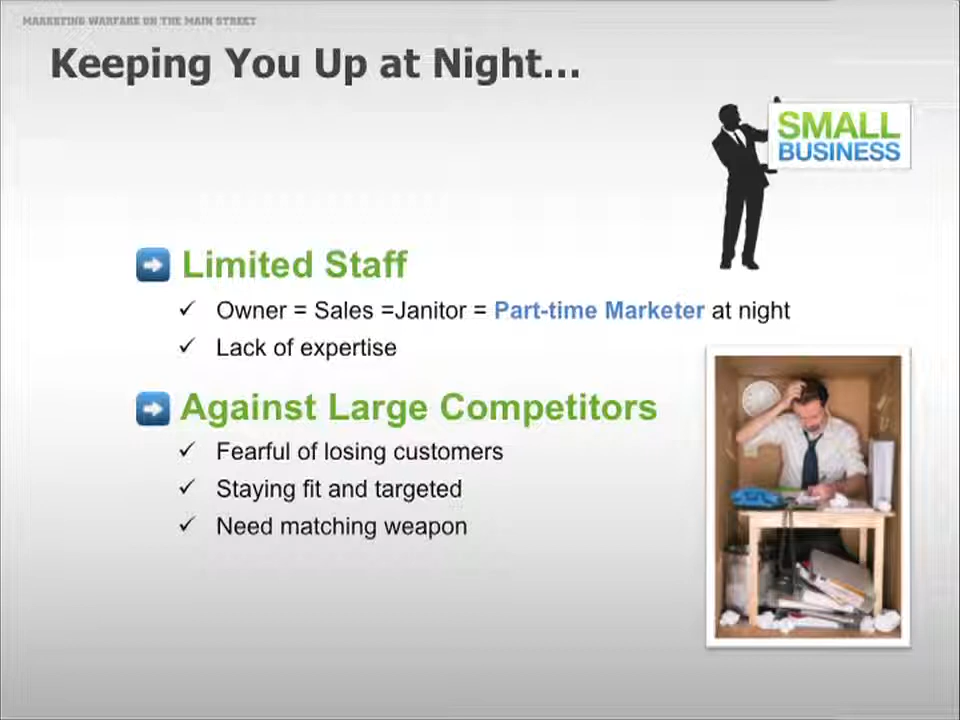 MARKETING WARFARE ON THE MAIN STREET
Keeping You Up at Night...
SMALL
BUSINESS
Limited Staff
Owner = Sales =Janitor = Part-time Marketer at night
Lack of expertise
Against Large Competitors
Fearful of losing customers
Staying fit and targeted
Need matching weapon